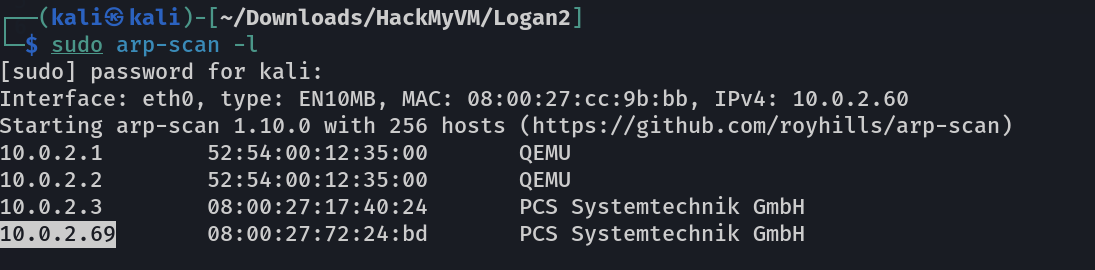 ┌──(kali㉿kali)-[~/Downloads/HackMyVM/Logan2]
└─$ sudo arp-scan -l
[sudo] password for kali:
Interface: eth0, type: EN10MB, MAC: 08:00:27:cc:9b:bb, IPv4: 10.0.2.60
Starting arp-scan 1.10.0 with 256 hosts (https://github.com/royhills/arp-scan)
10.0.2.1 52:54:00:12:35:00 QEMU
10.0.2.2 52:54:00:12:35:00 QEMU
10.0.2.3 08:00:27:17:40:24 PCS Systemtechnik GmbH
10.0.2.69 08:00:27:72:24:bd PCS Systemtechnik GmbH